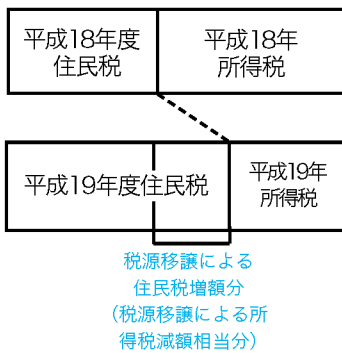 平成18年度
住民税
平成18年
所得税
平成19年度住民税
平成19年
所得税
税源移譲による
住民税増額分
（税源移譲による所
得税減額相当分）